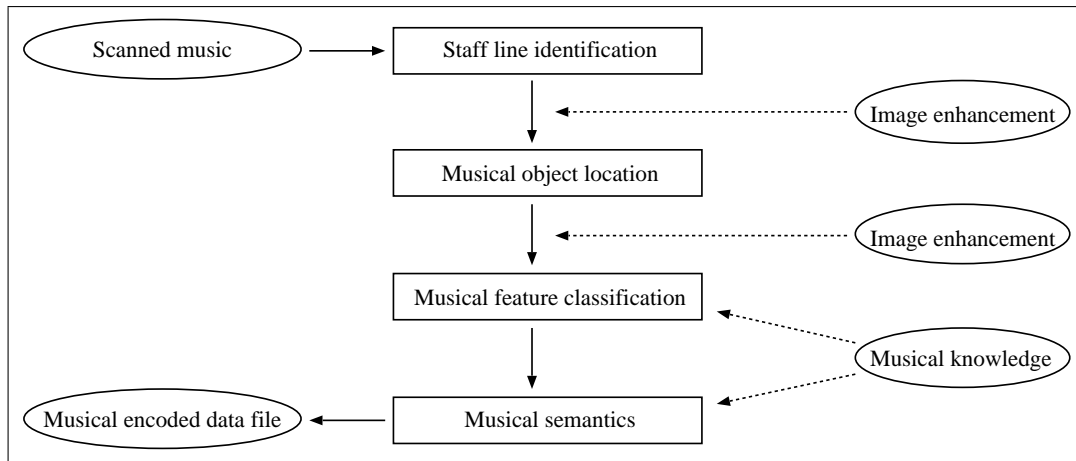 Scanned music
Staff line identification
Image enhancement
Musical object location
Image enhancement
Musical feature classification
Musical knowledge
Musical encoded data file
Musical semantics